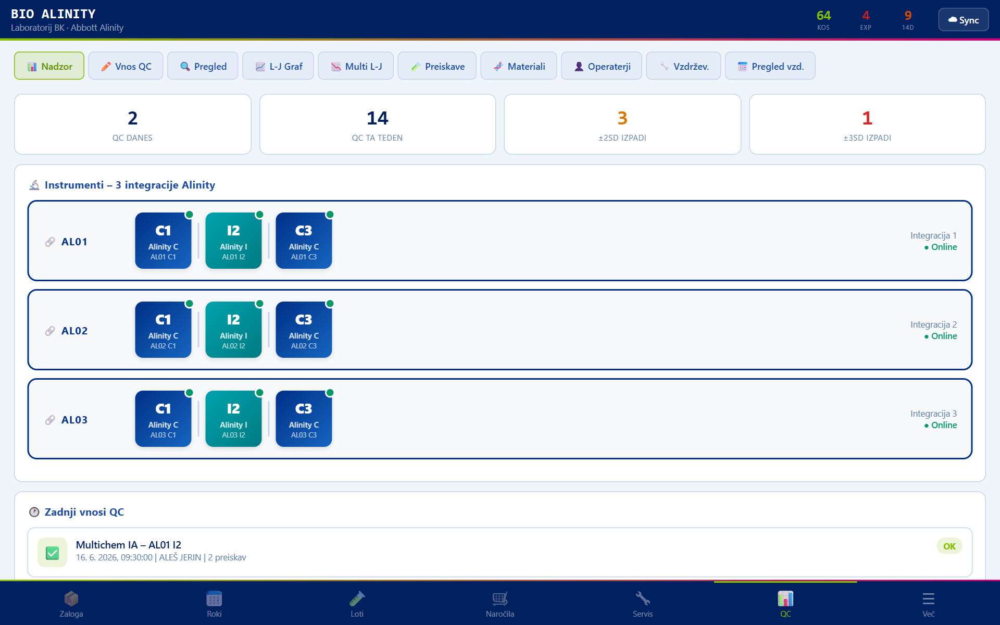 BIO ALINITY
Laboratorij BK · Abbott Alinity
64
KOS
4
EXP
9
14D
Sync
Nadzor
Vnos QC
Pregled
L-J Graf
Multi L-J
Preiskave
Materiali
Operaterji
Vzdržev.
Pregled vzd.
2
QC DANES
14
QC TA TEDEN
3
±2SD IZPADI
1
±3SD IZPADI
Instrumenti – 3 integracije Alinity
AL01
C1
Alinity C
AL01 C1
I2
Alinity I
AL01 I2
C3
Alinity C
AL01 C3
Integracija 1
● Online
AL02
C1
Alinity C
AL02 C1
I2
Alinity I
AL02 I2
C3
Alinity C
AL02 C3
Integracija 2
● Online
AL03
C1
Alinity C
AL03 C1
I2
Alinity I
AL03 I2
C3
Alinity C
AL03 C3
Integracija 3
● Online
Zadnji vnosi QC
Multichem IA – AL01 I2
16. 6. 2026, 09:30:00 | ALEŠ JERIN | 2 preiskav
OK
Zaloga
Roki
Loti
Naročila
Servis
QC
Več